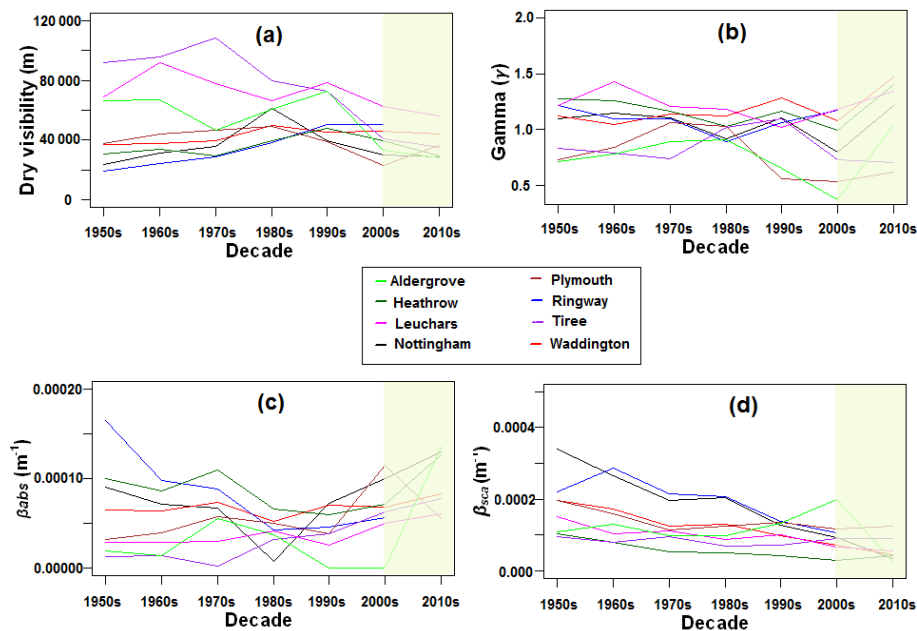 (a)
Dry visibility (m)
120 000
80 000
40 000
0
1950s 1960s 1970s 1980s 1990s 2000s 2010s
Decade
(b)
Gamma (γ)
2.0
1.5
1.0
0.5
1950s 1960s 1970s 1980s 1990s 2000s 2010s
Decade
Aldergrove
Heathrow
Leuchars
Nottingham
Plymouth
Ringway
Tiree
Waddington
(c)
βabs (m⁻¹)
0.00020
0.00010
0.00000
1950s 1960s 1970s 1980s 1990s 2000s 2010s
Decade
(d)
βsca (m⁻¹)
0.0004
0.0002
0.000
1950s 1960s 1970s 1980s 1990s 2000s 2010s
Decade